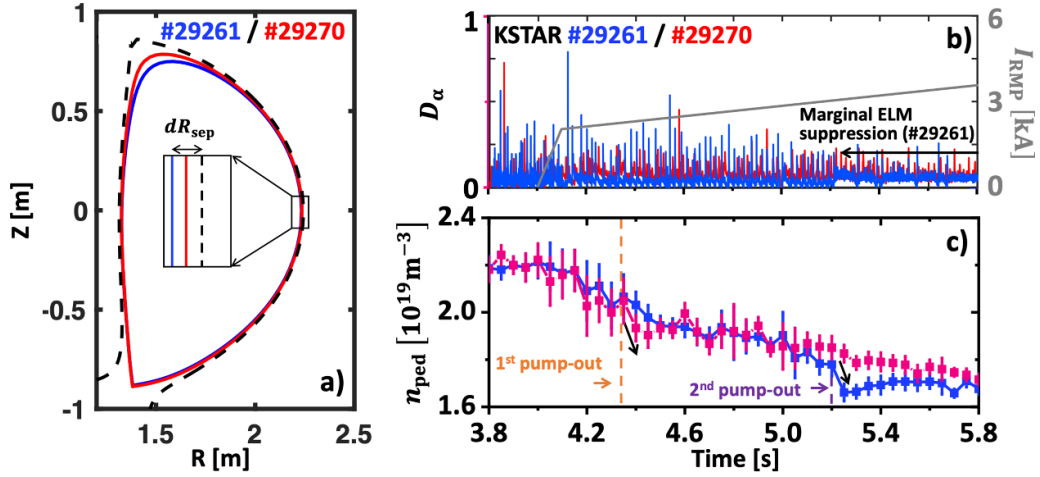 #29261 / #29270
dR_sep
a)
Z [m]
1
0.5
0
-0.5
-1
1.5
2
2.5
R [m]
KSTAR #29261 / #29270
b)
D_α
1
0
Marginal ELM
suppression (#29261)
6
3
0
I_RMP [kA]
c)
n_ped [10^19 m^−3]
2.4
2.0
1.6
1st pump-out
2nd pump-out
3.8
4.2
4.6
5.0
5.4
5.8
Time [s]